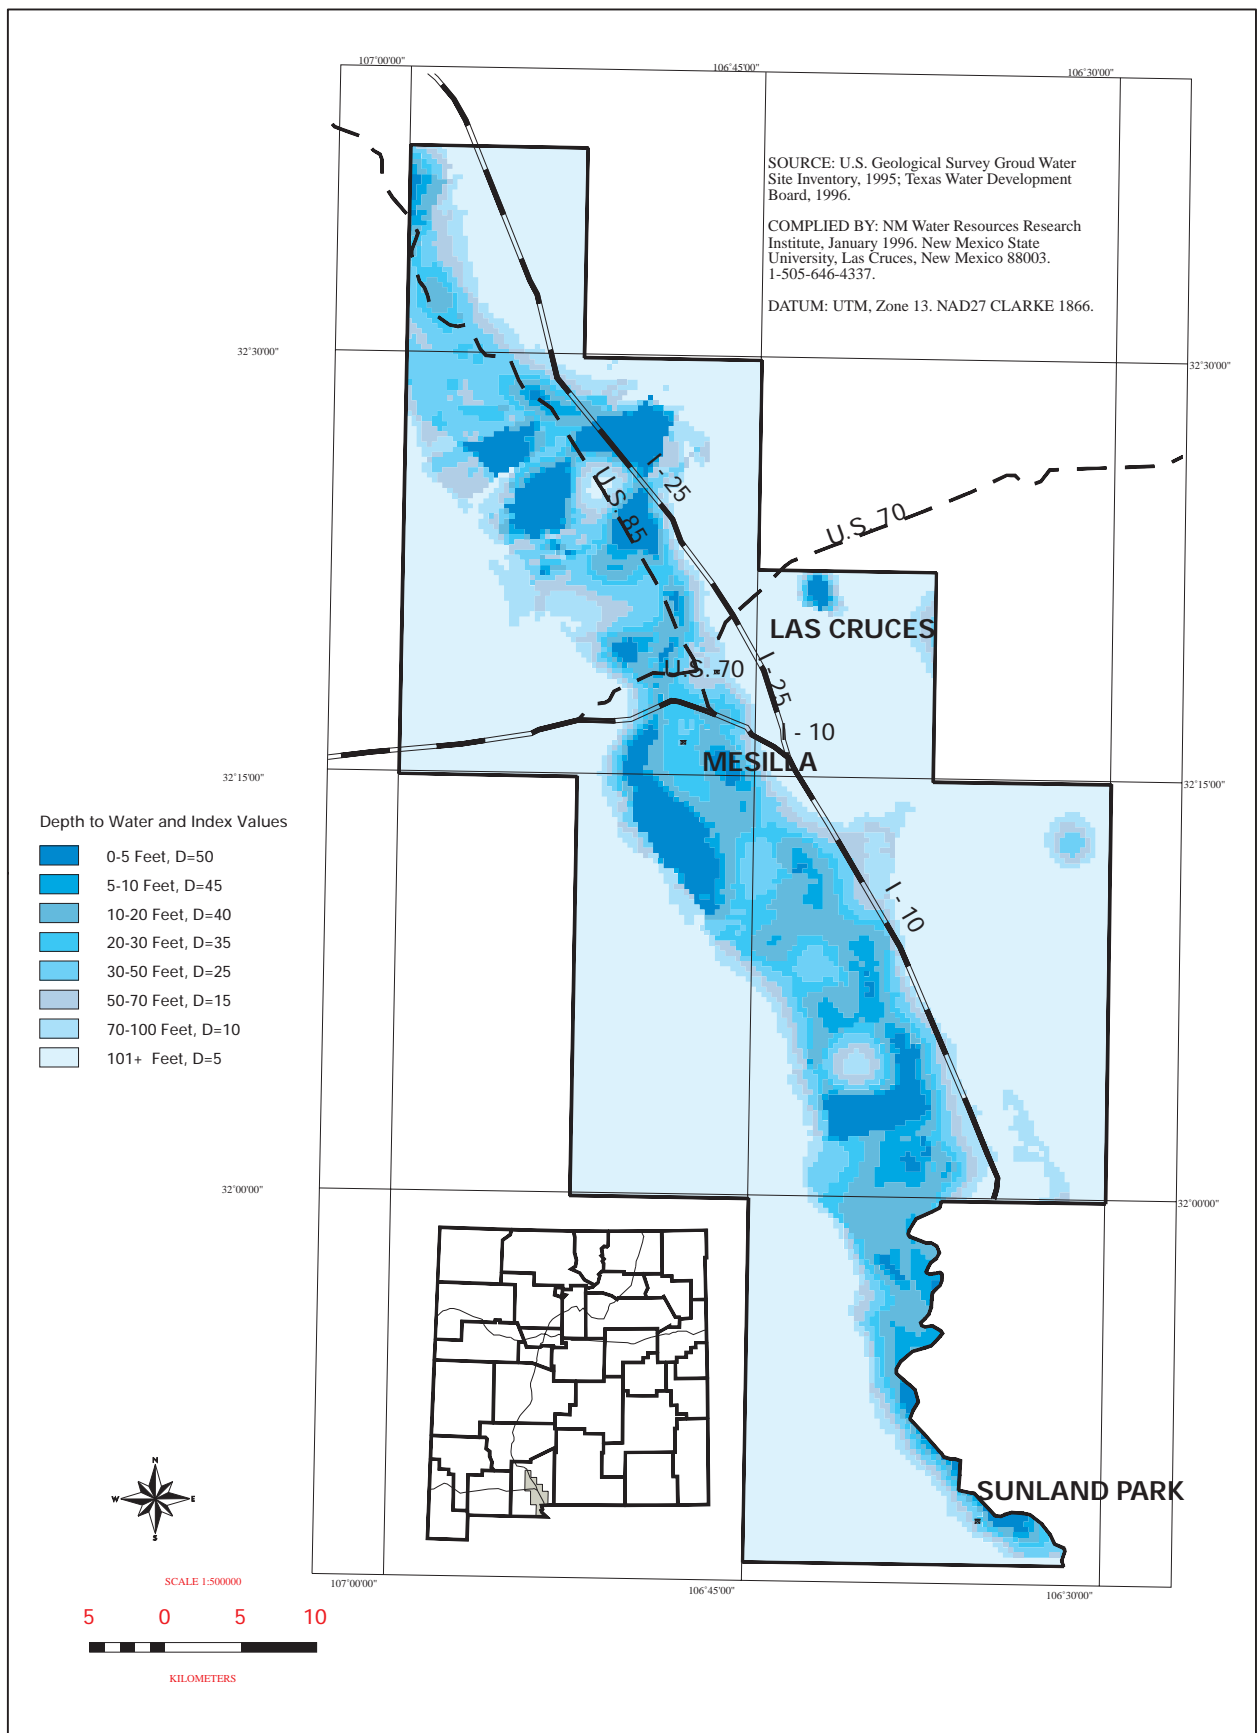 107°00'00"
106°45'00"
106°30'00"
SOURCE: U.S. Geological Survey Groud Water
Site Inventory, 1995; Texas Water Development
Board, 1996.
COMPLIED BY: NM Water Resources Research
Institute, January 1996. New Mexico State
University, Las Cruces, New Mexico 88003.
1-505-646-4337.
DATUM: UTM, Zone 13. NAD27 CLARKE 1866.
32°30'00"
32°30'00"
I - 25
U.S. 85
U.S. 70
LAS CRUCES
U.S. 70
I - 25
I - 10
MESILLA
32°15'00"
32°15'00"
Depth to Water and Index Values
0-5 Feet, D=50
5-10 Feet, D=45
10-20 Feet, D=40
20-30 Feet, D=35
30-50 Feet, D=25
50-70 Feet, D=15
70-100 Feet, D=10
101+ Feet, D=5
I - 10
32°00'00"
32°00'00"
N
W
E
S
SUNLAND PARK
SCALE 1:500000
5 0 5 10
KILOMETERS
107°00'00"
106°45'00"
106°30'00"